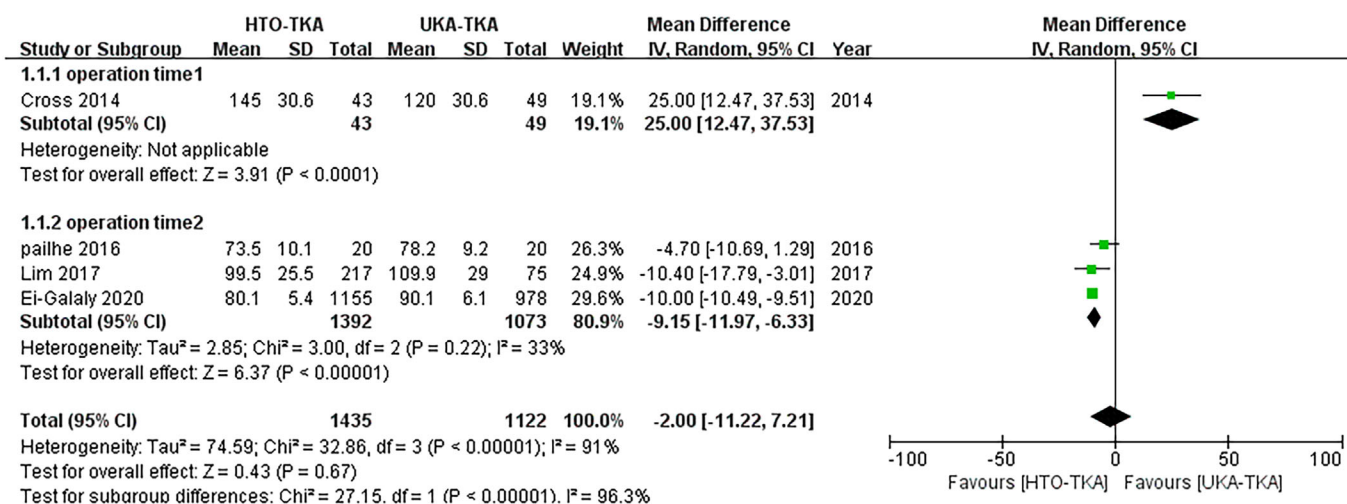 HTO-TKA UKA-TKA Mean Difference Mean Difference
Study or Subgroup Mean SD Total Mean SD Total Weight IV, Random, 95% CI Year IV, Random, 95% CI
1.1.1 operation time1
Cross 2014 145 30.6 43 120 30.6 49 19.1% 25.00 [12.47, 37.53] 2014
Subtotal (95% CI) 43 49 19.1% 25.00 [12.47, 37.53]
Heterogeneity: Not applicable
Test for overall effect: Z = 3.91 (P < 0.0001)
1.1.2 operation time2
pailhe 2016 73.5 10.1 20 78.2 9.2 20 26.3% -4.70 [-10.69, 1.29] 2016
Lim 2017 99.5 25.5 217 109.9 29 75 24.9% -10.40 [-17.79, -3.01] 2017
Ei-Galaly 2020 80.1 5.4 1155 90.1 6.1 978 29.6% -10.00 [-10.49, -9.51] 2020
Subtotal (95% CI) 1392 1073 80.9% -9.15 [-11.97, -6.33]
Heterogeneity: Tau² = 2.85; Chi² = 3.00, df = 2 (P = 0.22); I² = 33%
Test for overall effect: Z = 6.37 (P < 0.00001)
Total (95% CI) 1435 1122 100.0% -2.00 [-11.22, 7.21]
Heterogeneity: Tau² = 74.59; Chi² = 32.86, df = 3 (P < 0.00001); I² = 91%
Test for overall effect: Z = 0.43 (P = 0.67)
Test for subgroup differences: Chi² = 27.15, df = 1 (P < 0.00001), I² = 96.3%
-100 -50 0 50 100
Favours [HTO-TKA] Favours [UKA-TKA]